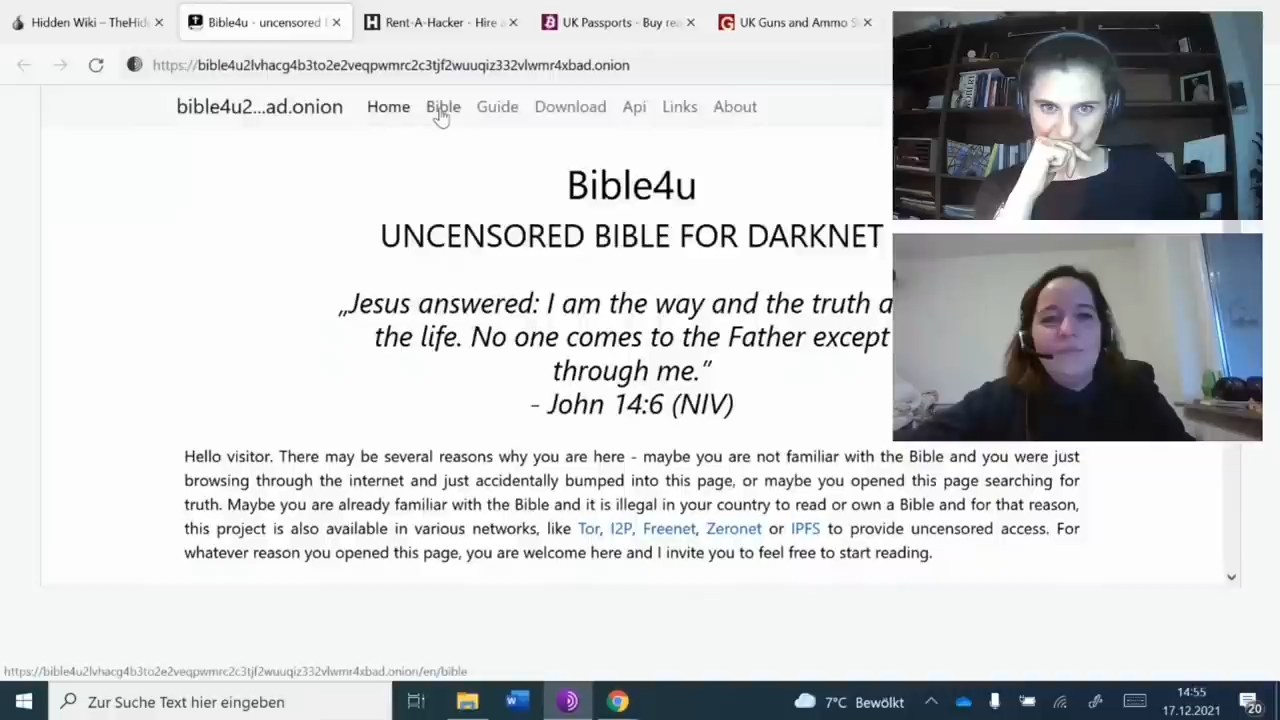 Hidden Wiki – TheHid
Bible4u - uncensored
Rent-A-Hacker - Hire
UK Passports - Buy rea
UK Guns and Ammo S
https://bible4u2lvhacg4b3to2e2veqpwmrc2c3tjf2wuuqiz332vlwmr4xbad.onion
bible4u2...ad.onion Home Bible Guide Download Api Links About
Bible4u
UNCENSORED BIBLE FOR DARKNET
„Jesus answered: I am the way and the truth a
the life. No one comes to the Father except
through me.”
- John 14:6 (NIV)
Hello visitor. There may be several reasons why you are here - maybe you are not familiar with the Bible and you were just
browsing through the internet and just accidentally bumped into this page, or maybe you opened this page searching for
truth. Maybe you are already familiar with the Bible and it is illegal in your country to read or own a Bible and for that reason,
this project is also available in various networks, like Tor, I2P, Freenet, Zeronet or IPFS to provide uncensored access. For
whatever reason you opened this page, you are welcome here and I invite you to feel free to start reading.
https://bible4u2lvhacg4b3to2e2veqpwmrc2c3tjf2wuuqiz332vlwmr4xbad.onion/en/bible
Zur Suche Text hier eingeben
7°C Bewölkt
14:55
17.12.2021
20